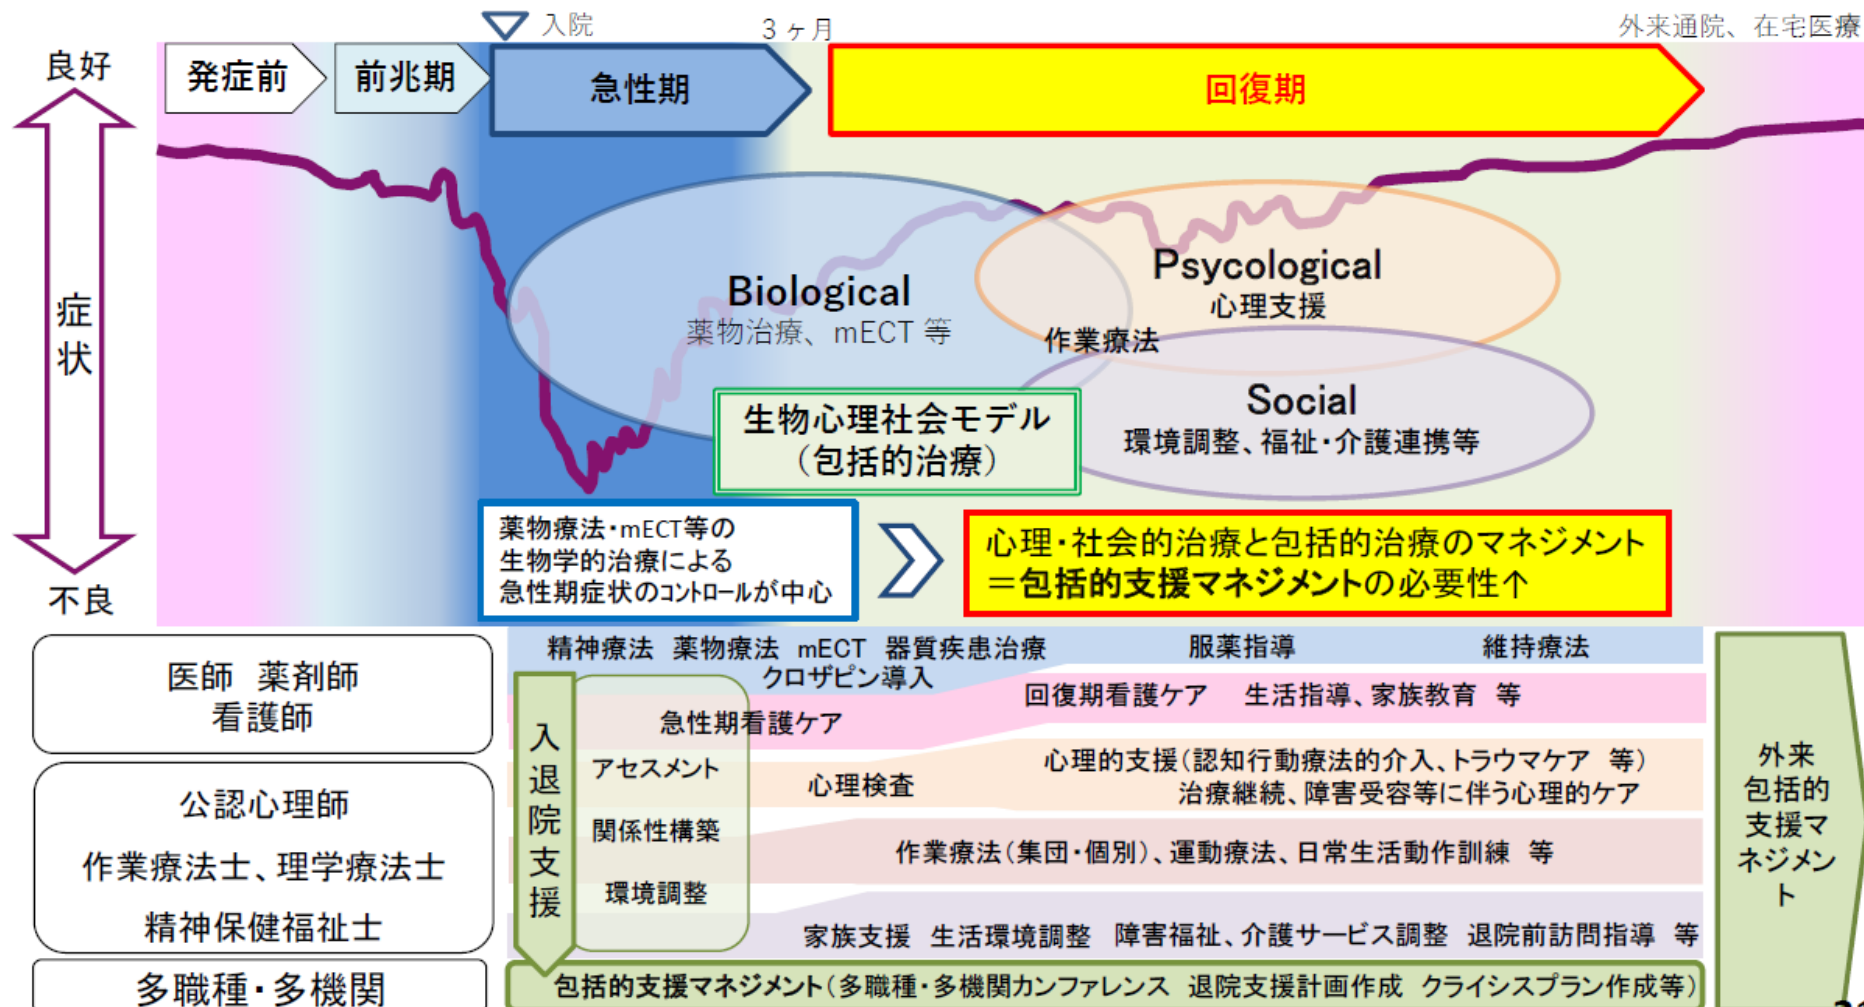 入院
3ヶ月
外来通院、在宅医療
良好
症状
不良
発症前
前兆期
急性期
回復期
Biological
薬物治療、mECT 等
Psycological
心理支援
作業療法
Social
環境調整、福祉・介護連携等
生物心理社会モデル
（包括的治療）
薬物療法・mECT等の
生物学的治療による
急性期症状のコントロールが中心
心理・社会的治療と包括的治療のマネジメント
＝包括的支援マネジメントの必要性↑
医師 薬剤師
看護師
公認心理師
作業療法士、理学療法士
精神保健福祉士
多職種・多機関
精神療法 薬物療法 mECT 器質疾患治療
クロザピン導入
服薬指導
維持療法
急性期看護ケア
回復期看護ケア 生活指導、家族教育 等
入退院支援
アセスメント
関係性構築
環境調整
心理検査
心理的支援（認知行動療法的介入、トラウマケア 等）
治療継続、障害受容等に伴う心理的ケア
作業療法（集団・個別）、運動療法、日常生活動作訓練 等
家族支援 生活環境調整 障害福祉、介護サービス調整 退院前訪問指導 等
包括的支援マネジメント（多職種・多機関カンファレンス 退院支援計画作成 クライシスプラン作成等）
外来
包括的
支援マ
ネジメン
ト